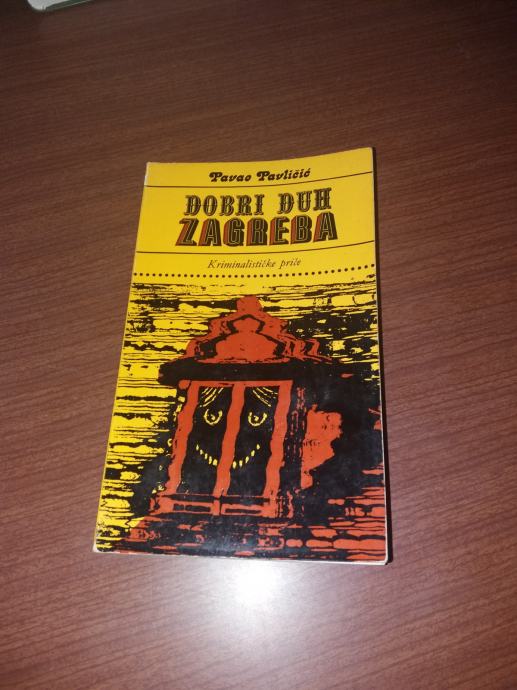 Pavao Pavličić
DOBRI DUH
ZAGREBA
Kriminalističke priče